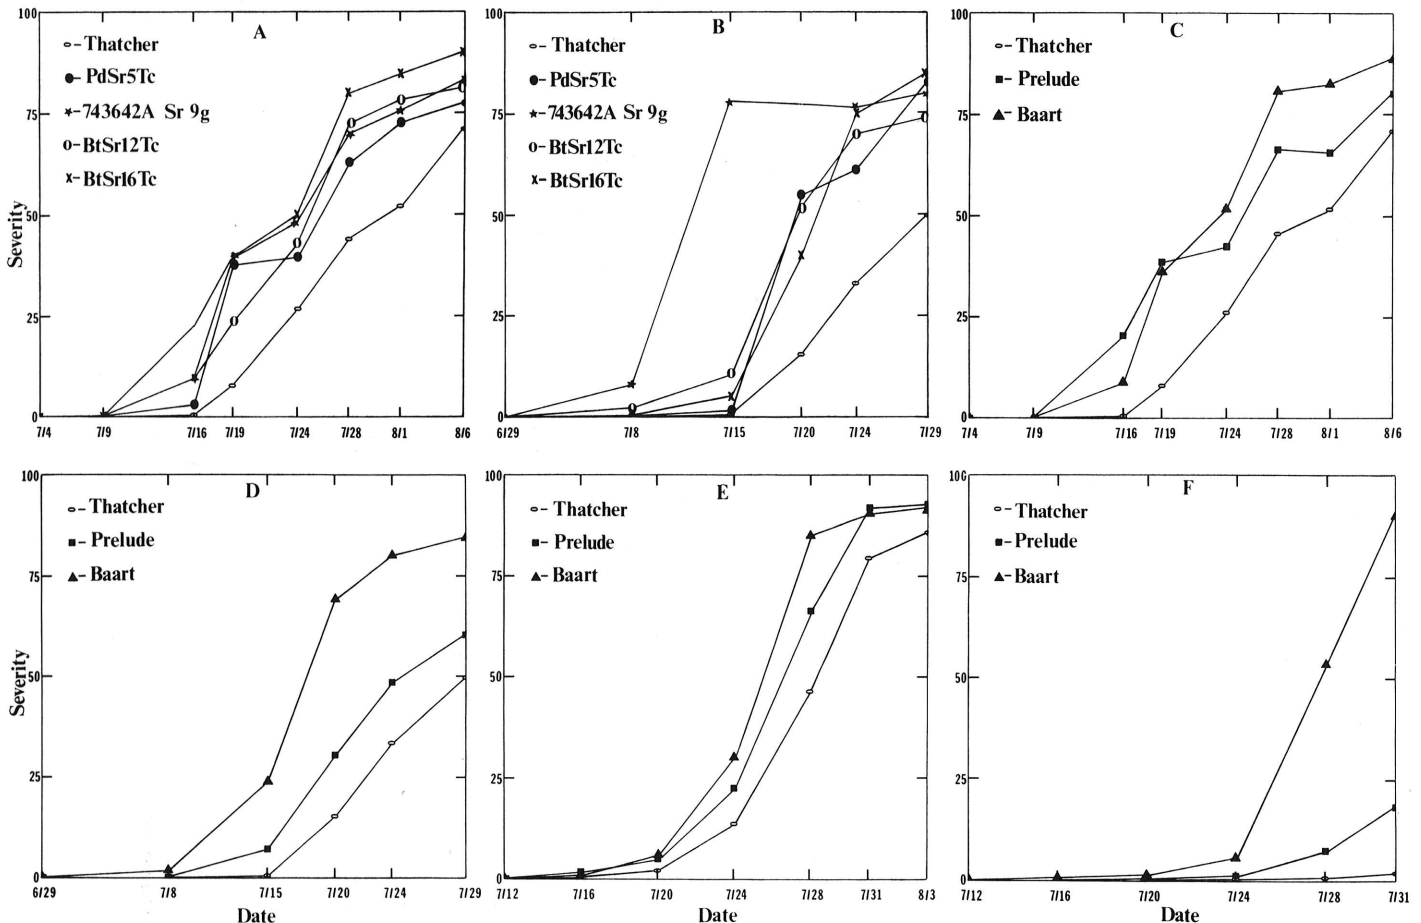 A
100
75
50
25
0
Severity
-Thatcher
-PdSr5Tc
-743642A Sr 9g
-BtSr12Tc
-BtSr16Tc
7/4 7/9 7/16 7/19 7/24 7/28 8/1 8/6
B
100
75
50
25
0
-Thatcher
-PdSr5Tc
-743642A Sr 9g
-BtSr12Tc
-BtSr16Tc
6/29 7/8 7/15 7/20 7/24 7/29
C
100
75
50
25
0
-Thatcher
-Prelude
-Baart
7/4 7/9 7/16 7/19 7/24 7/28 8/1 8/6
D
100
75
50
25
0
Severity
-Thatcher
-Prelude
-Baart
6/29 7/8 7/15 7/20 7/24 7/29
Date
E
100
75
50
25
0
-Thatcher
-Prelude
-Baart
7/12 7/16 7/20 7/24 7/28 7/31 8/3
Date
F
100
75
50
25
0
-Thatcher
-Prelude
-Baart
7/12 7/16 7/20 7/24 7/28 7/31
Date